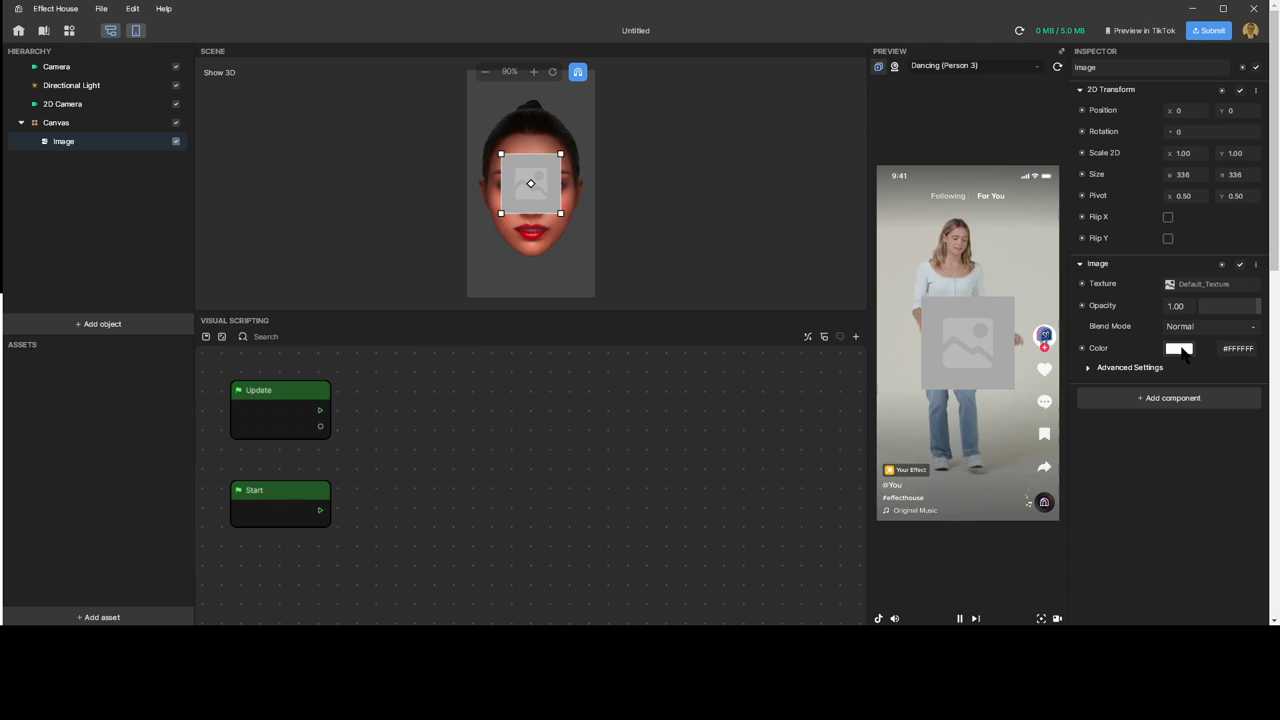 Effect House File Edit Help
Untitled
0 MB / 5.0 MB
Preview in TikTok
Submit
HIERARCHY
Camera
Directional Light
2D Camera
Canvas
Image
+ Add object
ASSETS
+ Add asset
SCENE
Show 3D
90%
VISUAL SCRIPTING
Search
Update
Start
PREVIEW
Dancing (Person 3)
9:41
Following For You
Your Effect
@You
#effecthouse
Original Music
INSPECTOR
Image
2D Transform
Position X 0 Y 0
Rotation ° 0
Scale 2D X 1.00 Y 1.00
Size W 336 H 336
Pivot X 0.50 Y 0.50
Flip X
Flip Y
Image
Texture Default_Texture
Opacity 1.00
Blend Mode Normal
Color #FFFFFF
Advanced Settings
+ Add component